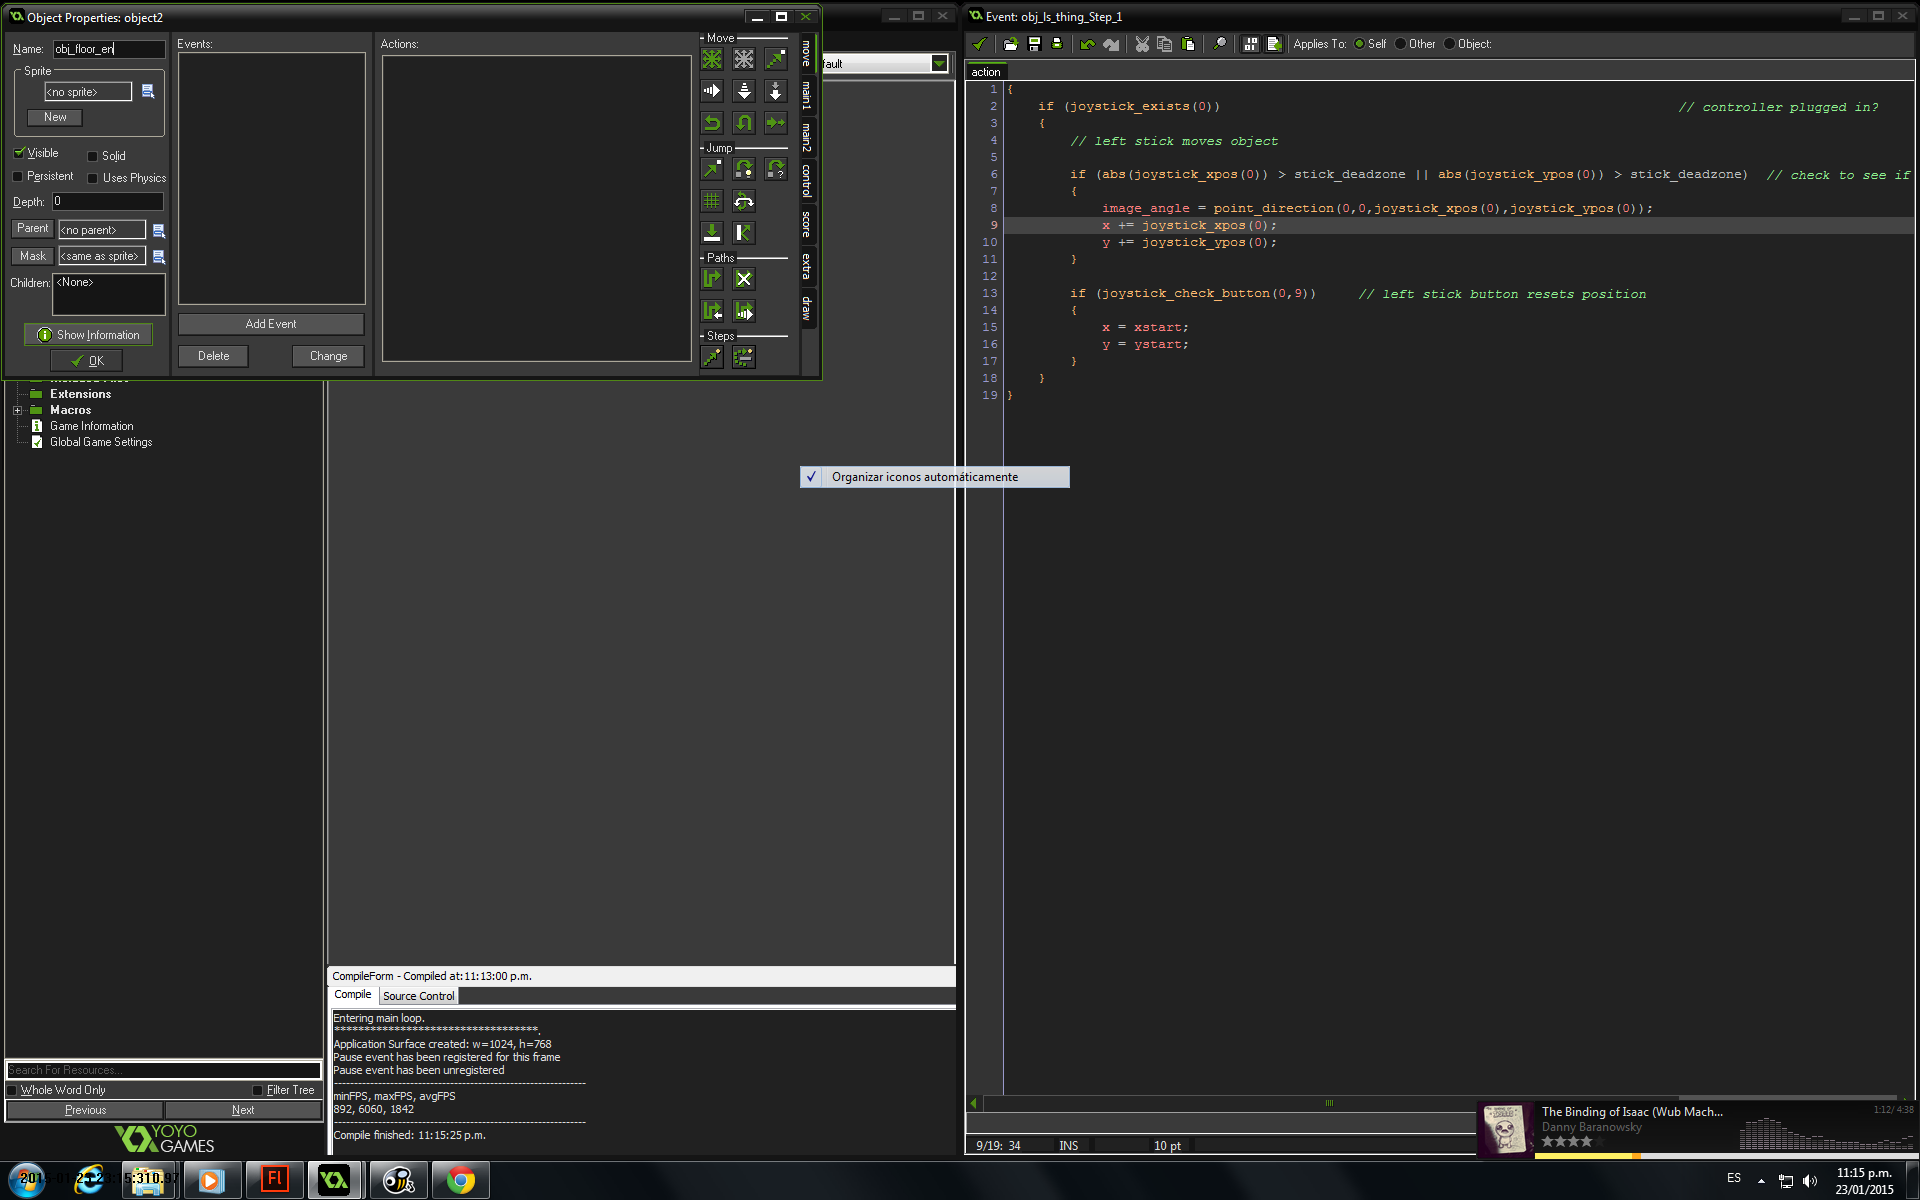 Object Properties: object2
Name: obj_floor_en
Sprite
<no sprite>
New
Visible
Solid
Persistent
Uses Physics
Depth: 0
Parent <no parent>
Mask <same as sprite>
Children: <None>
Show Information
OK
Events:
Add Event
Delete
Change
Actions:
Move
Jump
Paths
Steps
move
main1
main2
control
score
extra
draw
fault
Extensions
Macros
Game Information
Global Game Settings
Search For Resources...
Whole Word Only
Filter Tree
Previous
Next
YOYO
GAMES
Organizar iconos automáticamente
CompileForm - Compiled at: 11:13:00 p.m.
Compile
Source Control
Entering main loop.
**********************************.
Application Surface created: w=1024, h=768
Pause event has been registered for this frame
Pause event has been unregistered
minFPS, maxFPS, avgFPS
892, 6060, 1842
Compile finished: 11:15:25 p.m.
Event: obj_ls_thing_Step_1
Applies To: Self Other Object:
action
1 {
2 if (joystick_exists(0)) // controller plugged in?
3 {
4 // left stick moves object
5
6 if (abs(joystick_xpos(0)) > stick_deadzone || abs(joystick_ypos(0)) > stick_deadzone) // check to see if
7 {
8 image_angle = point_direction(0,0,joystick_xpos(0),joystick_ypos(0));
9 x += joystick_xpos(0);
10 y += joystick_ypos(0);
11 }
12
13 if (joystick_check_button(0,9)) // left stick button resets position
14 {
15 x = xstart;
16 y = ystart;
17 }
18 }
19 }
9/19: 34
INS
10 pt
The Binding of Isaac (Wub Mach...
Danny Baranowsky
1:12/ 4:38
Fl
ES
11:15 p.m.
23/01/2015